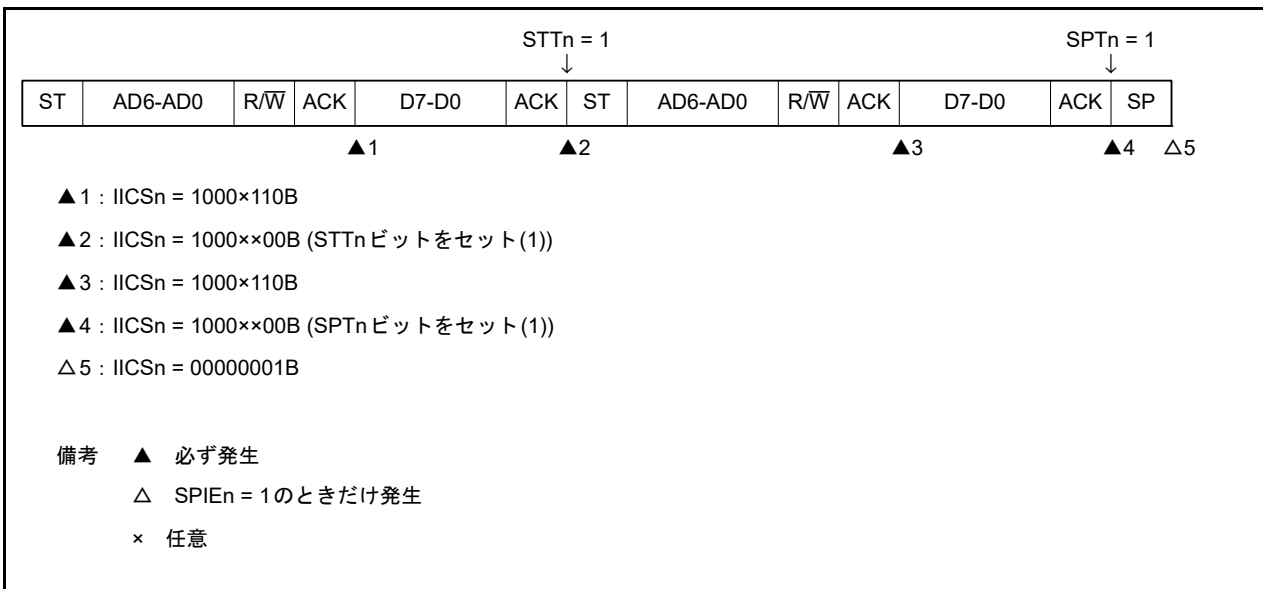 STTn = 1 SPTn = 1
↓ ↓
ST AD6-AD0 R/W̅ ACK D7-D0 ACK ST AD6-AD0 R/W̅ ACK D7-D0 ACK SP
▲1 ▲2 ▲3 ▲4 △5
▲1 : IICSn = 1000×110B
▲2 : IICSn = 1000××00B (STTnビットをセット(1))
▲3 : IICSn = 1000×110B
▲4 : IICSn = 1000××00B (SPTnビットをセット(1))
△5 : IICSn = 00000001B
備考 ▲ 必ず発生
△ SPIEn = 1のときだけ発生
× 任意